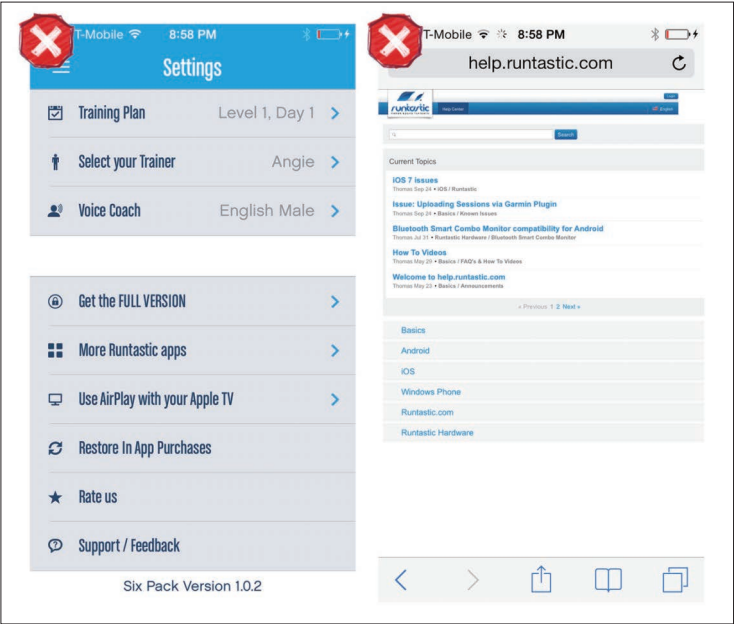 T-Mobile 8:58 PM
Settings
Training Plan Level 1, Day 1
Select your Trainer Angie
Voice Coach English Male
Get the FULL VERSION
More Runtastic apps
Use AirPlay with your Apple TV
Restore In App Purchases
Rate us
Support / Feedback
Six Pack Version 1.0.2
T-Mobile 8:58 PM
help.runtastic.com
runtastic
Help Center English
Search
Current Topics
iOS 7 issues
Thomas Sep 24 • iOS / Runtastic
Issue: Uploading Sessions via Garmin Plugin
Thomas Sep 24 • Basics / Known Issues
Bluetooth Smart Combo Monitor compatibility for Android
Thomas Jul 31 • Runtastic Hardware / Bluetooth Smart Combo Monitor
How To Videos
Thomas May 29 • Basics / FAQ's & How To Videos
Welcome to help.runtastic.com
Thomas May 23 • Basics / Announcements
« Previous 1 2 Next »
Basics
Android
iOS
Windows Phone
Runtastic.com
Runtastic Hardware